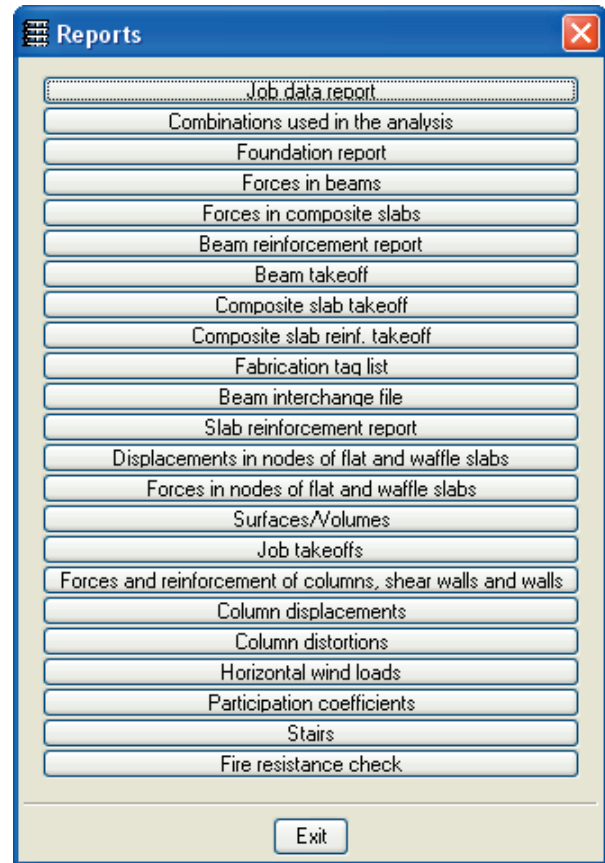 Reports
Job data report
Combinations used in the analysis
Foundation report
Forces in beams
Forces in composite slabs
Beam reinforcement report
Beam takeoff
Composite slab takeoff
Composite slab reinf. takeoff
Fabrication tag list
Beam interchange file
Slab reinforcement report
Displacements in nodes of flat and waffle slabs
Forces in nodes of flat and waffle slabs
Surfaces/Volumes
Job takeoffs
Forces and reinforcement of columns, shear walls and walls
Column displacements
Column distortions
Horizontal wind loads
Participation coefficients
Stairs
Fire resistance check
Exit